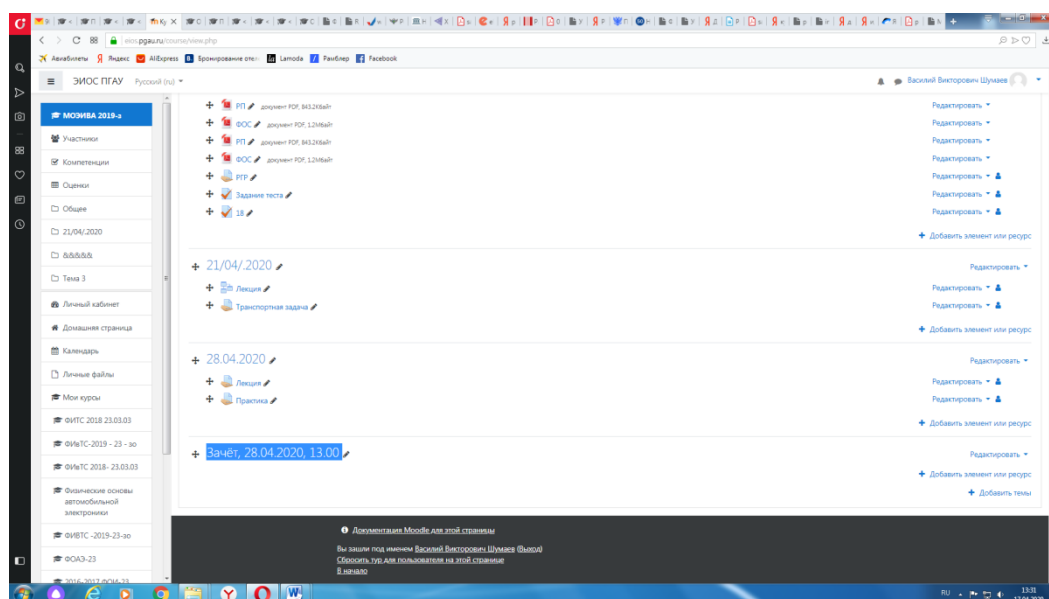 eios.pgau.ru/course/view.php
Авиабилеты Яндекс AliExpress Бронирование отел Lamoda Рамблер Facebook
ЭИОС ПГАУ Русский (ru)
Василий Викторович Шумаев
МОЭИВА 2019-з
Участники
Компетенции
Оценки
Общее
21/04/.2020
&&&&&
Тема 3
Личный кабинет
Домашняя страница
Календарь
Личные файлы
Мои курсы
ФИТС 2018 23.03.03
ФИвТС-2019 - 23 - зо
ФИвТС 2018- 23.03.03
Физические основы
автомобильной
электроники
ФИВТС -2019-23-зо
ФОАЭ-23
РП документ PDF, 843.2Кбайт Редактировать
ФОС документ PDF, 1.2Мбайт Редактировать
РП документ PDF, 843.2Кбайт Редактировать
ФОС документ PDF, 1.2Мбайт Редактировать
РГР Редактировать
Задание теста Редактировать
18 Редактировать
Добавить элемент или ресурс
21/04/.2020 Редактировать
Лекция Редактировать
Транспортная задача Редактировать
Добавить элемент или ресурс
28.04.2020 Редактировать
Лекция Редактировать
Практика Редактировать
Добавить элемент или ресурс
Зачёт, 28.04.2020, 13.00 Редактировать
Добавить элемент или ресурс
Добавить темы
Документация Moodle для этой страницы
Вы зашли под именем Василий Викторович Шумаев (Выход)
Сбросить тур для пользователя на этой странице
В начало
RU 13:31
17.04.2020